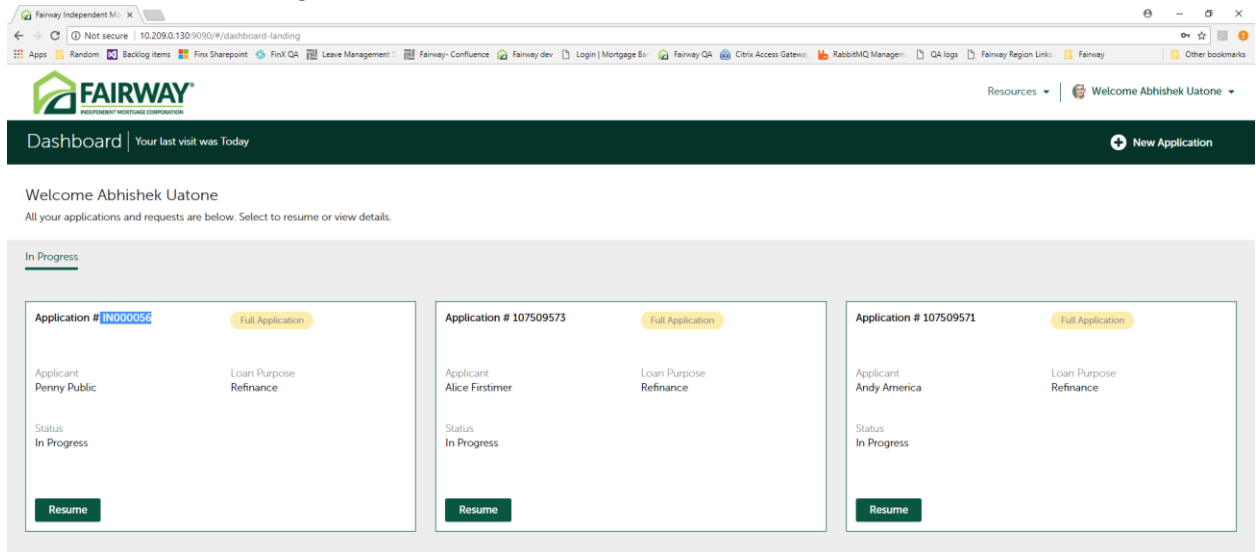 Fairway Independent Mo
Not secure | 10.209.0.130:9090/#/dashboard-landing
Apps Random Backlog items Finx Sharepoint FinX QA Leave Management S Fairway- Confluence Fairway dev Login | Mortgage Ban Fairway QA Citrix Access Gateway RabbitMQ Managem QA logs Fairway Region Links Fairway Other bookmarks
FAIRWAY
INDEPENDENT MORTGAGE CORPORATION
Resources Welcome Abhishek Uatone
Dashboard | Your last visit was Today New Application
Welcome Abhishek Uatone
All your applications and requests are below. Select to resume or view details.
In Progress
Application # IN000056 Full Application
Applicant Loan Purpose
Penny Public Refinance
Status
In Progress
Resume
Application # 107509573 Full Application
Applicant Loan Purpose
Alice Firstimer Refinance
Status
In Progress
Resume
Application # 107509571 Full Application
Applicant Loan Purpose
Andy America Refinance
Status
In Progress
Resume